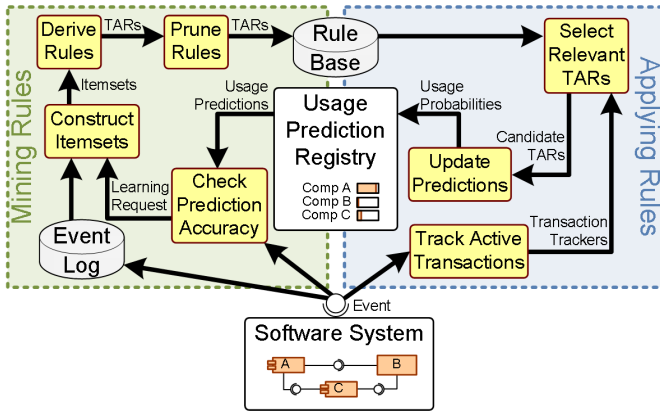 Derive
Rules
TARs
Prune
Rules
TARs
Rule
Base
Select
Relevant
TARs
Itemsets
Construct
Itemsets
Usage
Predictions
Usage
Prediction
Registry
Comp A
Comp B
Comp C
Usage
Probabilities
Candidate
TARs
Update
Predictions
Learning
Request
Check
Prediction
Accuracy
Event
Log
Track Active
Transactions
Transaction
Trackers
Mining Rules
Applying Rules
Event
Software System
A
B
C